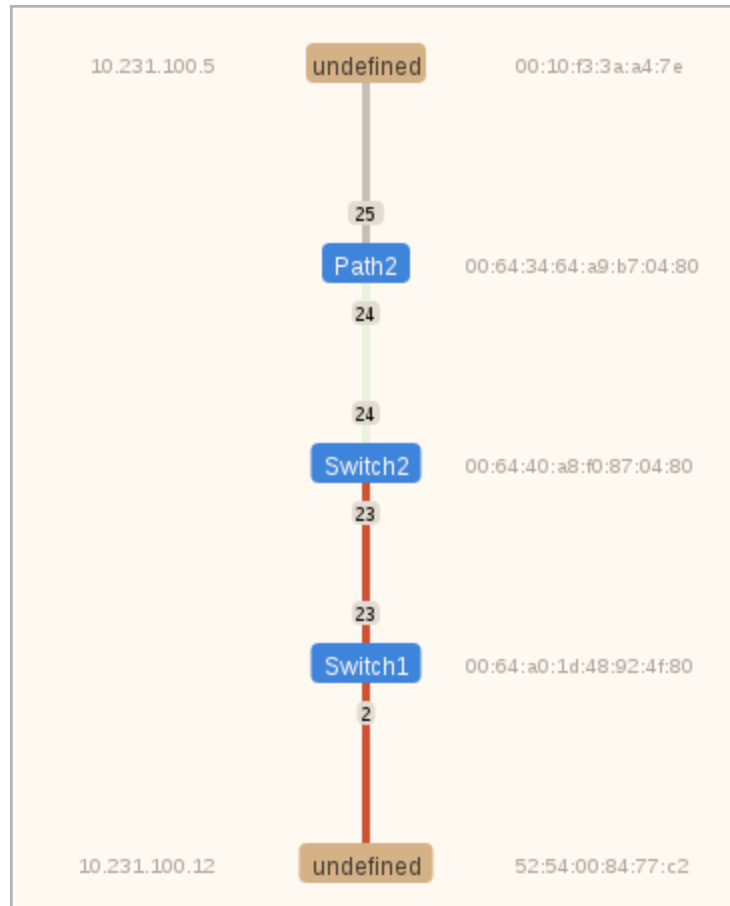 10.231.100.5 undefined 00:10:f3:3a:a4:7e
25
Path2 00:64:34:64:a9:b7:04:80
24
24
Switch2 00:64:40:a8:f0:87:04:80
23
23
Switch1 00:64:a0:1d:48:92:4f:80
2
10.231.100.12 undefined 52:54:00:84:77:c2